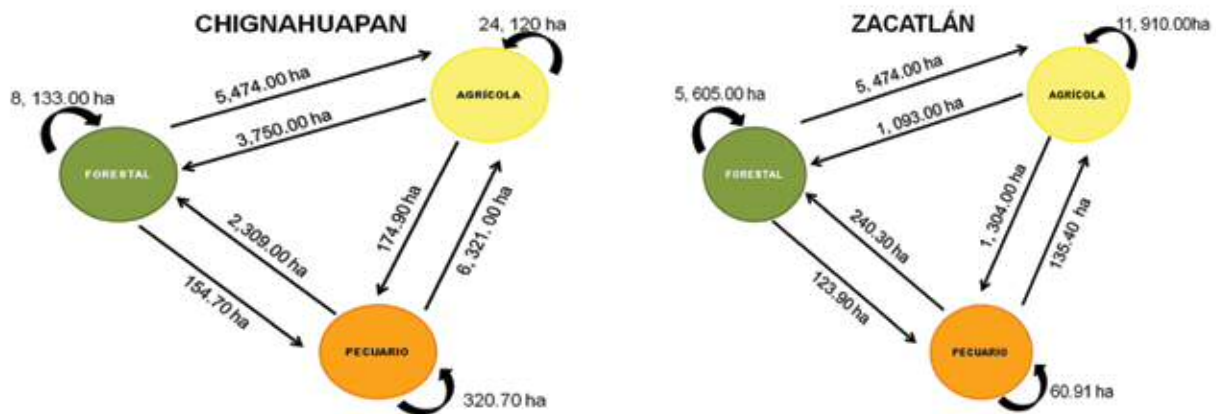 CHIGNAHUAPAN
24, 120 ha
8, 133.00 ha
5,474.00 ha
3,750.00 ha
AGRÍCOLA
FORESTAL
2,309.00 ha
154.70 ha
174.90 ha
6, 321. 00 ha
PECUARIO
320.70 ha
ZACATLÁN
11, 910.00ha
5, 605.00 ha
5, 474.00 ha
1, 093.00 ha
AGRÍCOLA
FORESTAL
240.30 ha
123.90 ha
1, 304.00 ha
135.40 ha
PECUARIO
60.91 ha